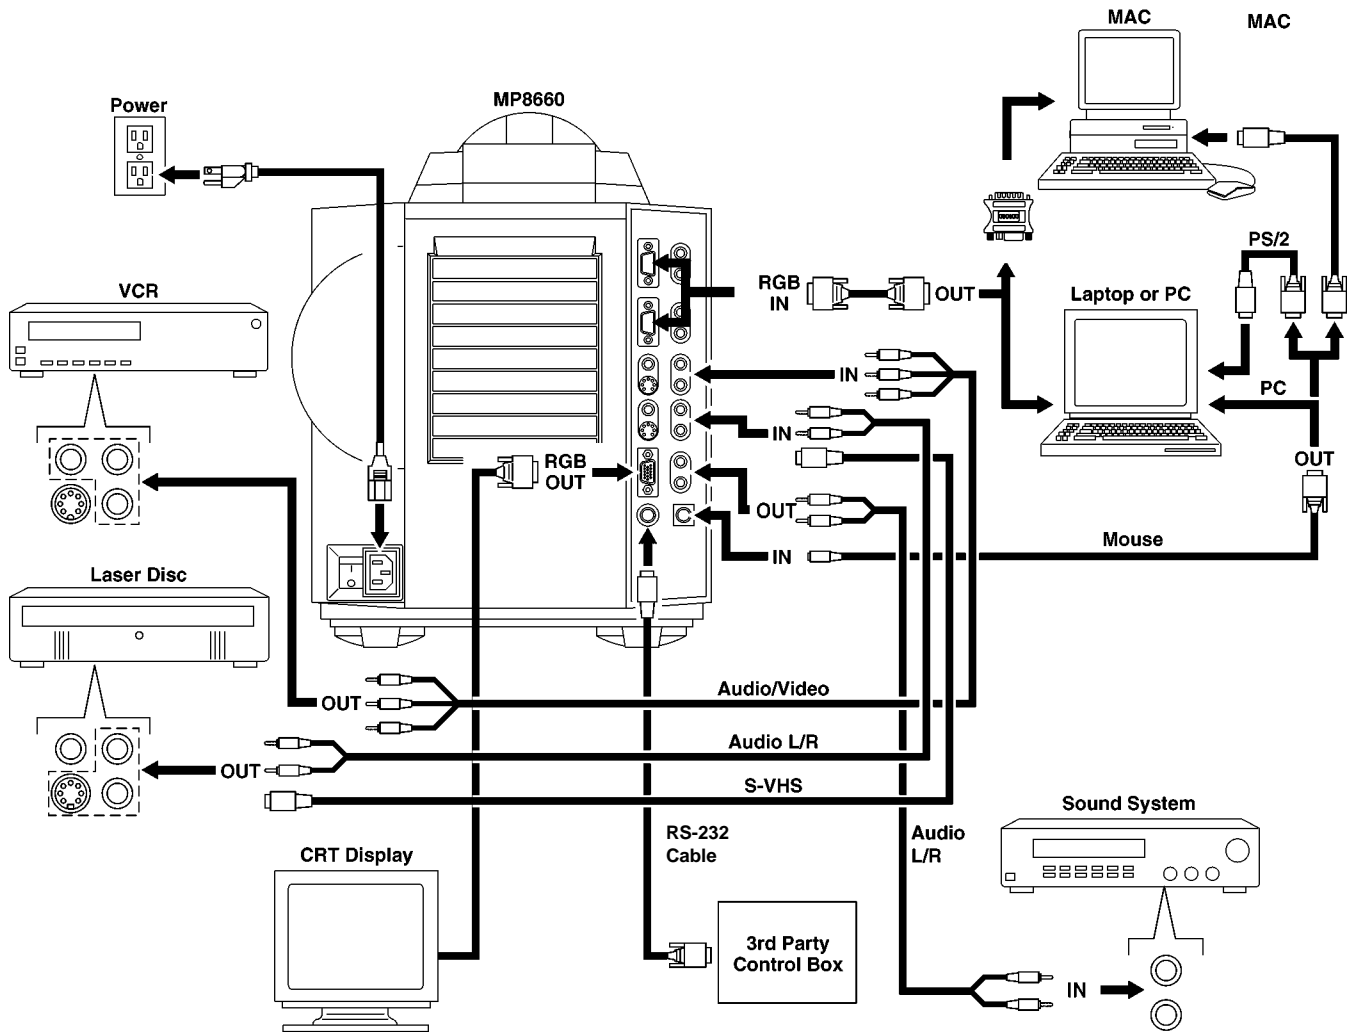 MAC
MAC
MP8660
Power
PS/2
VCR
RGB
IN
OUT
Laptop or PC
IN
PC
IN
RGB
OUT
OUT
OUT
Mouse
IN
Laser Disc
Audio/Video
OUT
Audio L/R
OUT
S-VHS
Sound System
RS-232
Cable
Audio
L/R
CRT Display
3rd Party
Control Box
IN